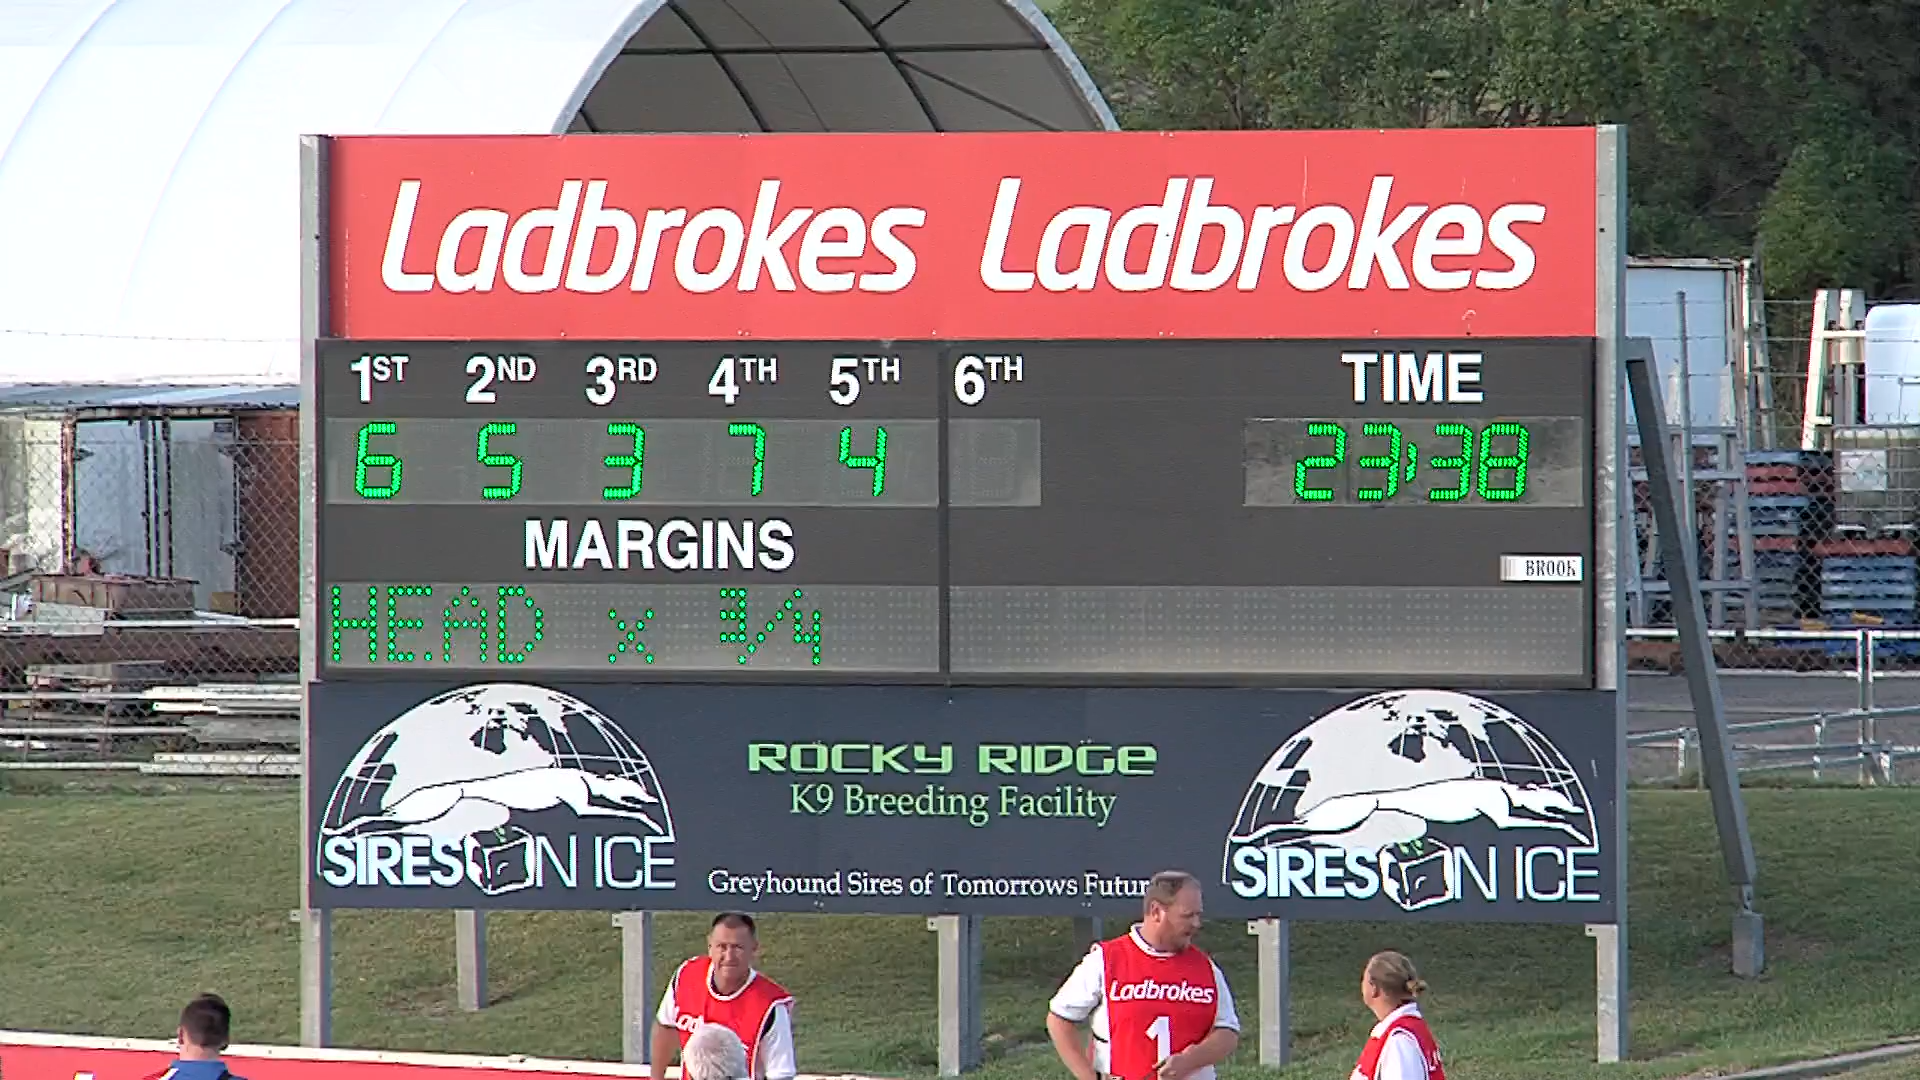 Ladbrokes Ladbrokes
1ST 2ND 3RD 4TH 5TH 6TH TIME
6 5 3 7 4 23:38
MARGINS
BROOK
HEAD x 3/4
ROCKY RIDGE
K9 Breeding Facility
SIRES ON ICE
Greyhound Sires of Tomorrows Futur
SIRES ON ICE
Ladbrokes
1